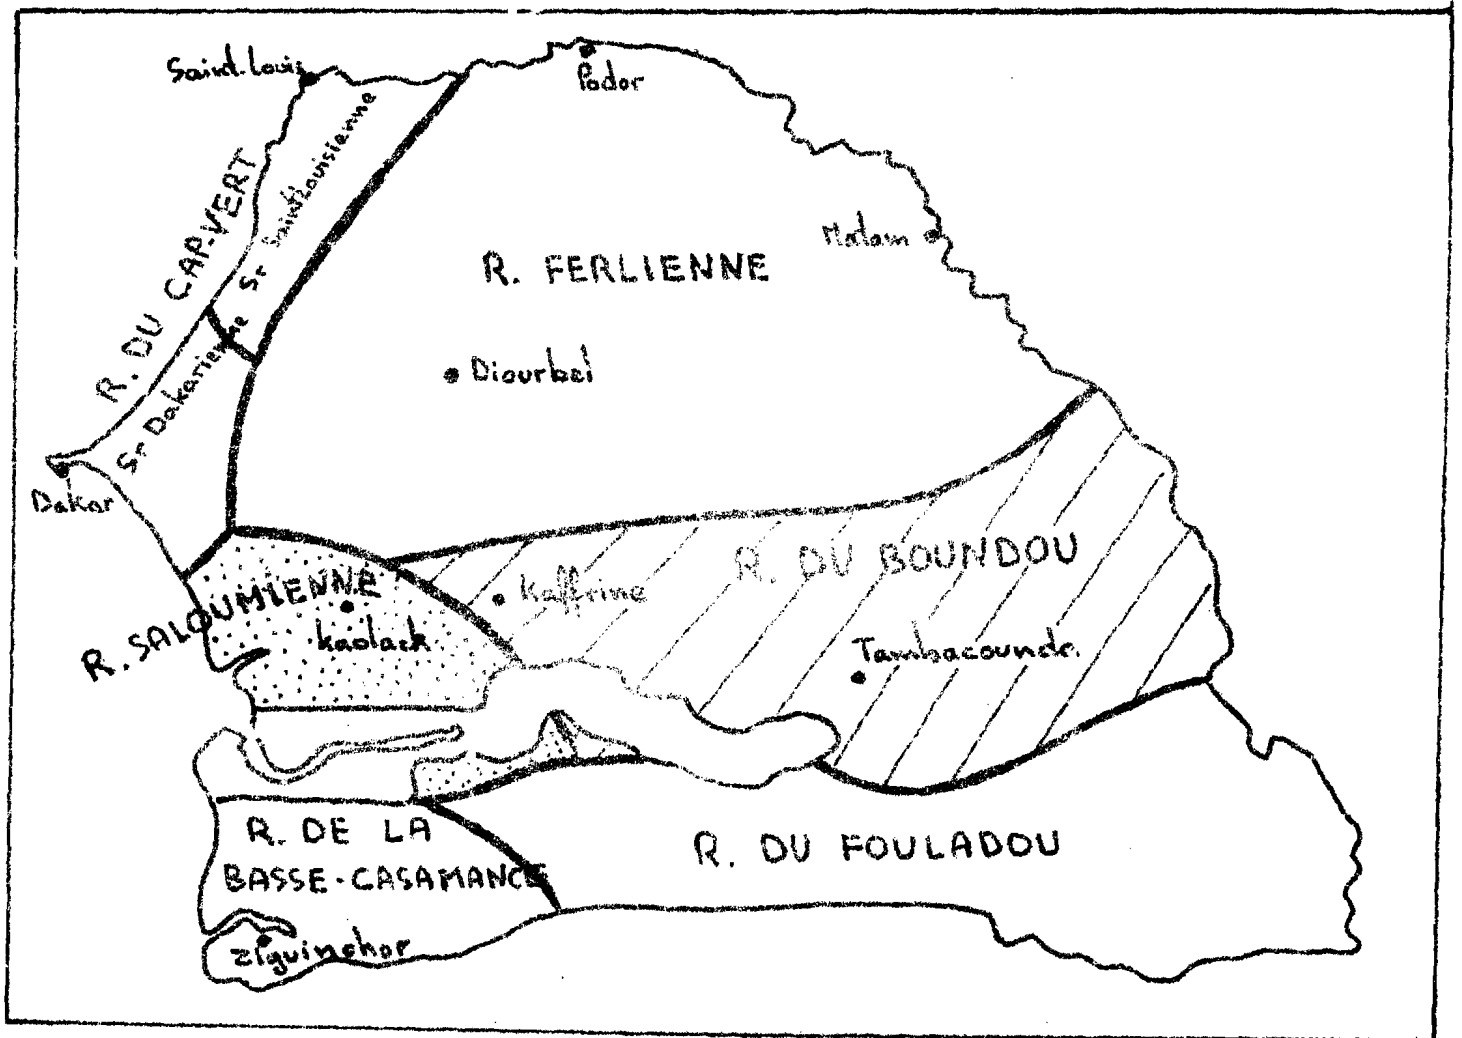 Saint-Louis
Podor
R. DU CAP-VERT
Sr Saint Louisienne
Matam
R. FERLIENNE
Diourbel
Sr Dakarienne
Dakar
R. DU BOUNDOU
Kaffrine
R. SALOUMIENNE
Kaolack
Tambacounda
R. DE LA
BASSE-CASAMANCE
R. DU FOULADOU
Ziguinchor